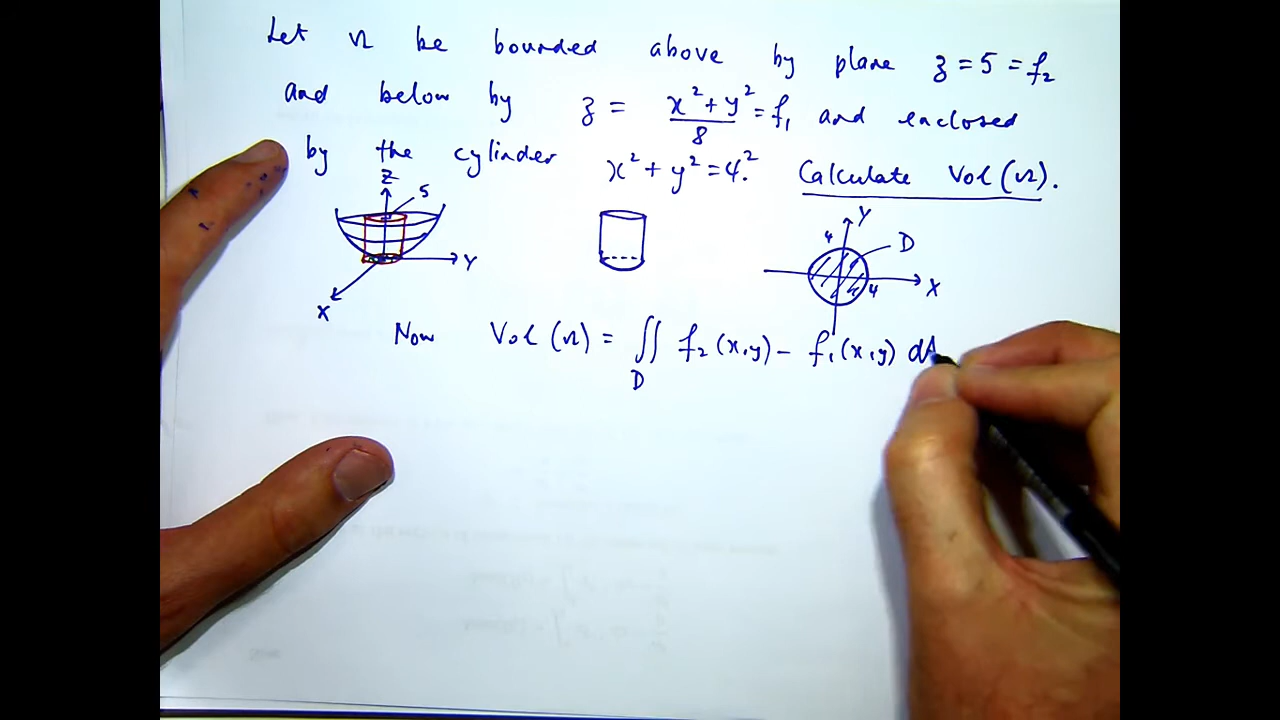 Let Ω be bounded above by plane z = 5 = f₂
and below by z = (x² + y²)/8 = f₁ and enclosed
by the cylinder x² + y² = 4². Calculate Vol(Ω).
Z
5
Y
X
Y
4
D
4
X
Now Vol(Ω) = ∬_D f₂(x,y) - f₁(x,y) dA